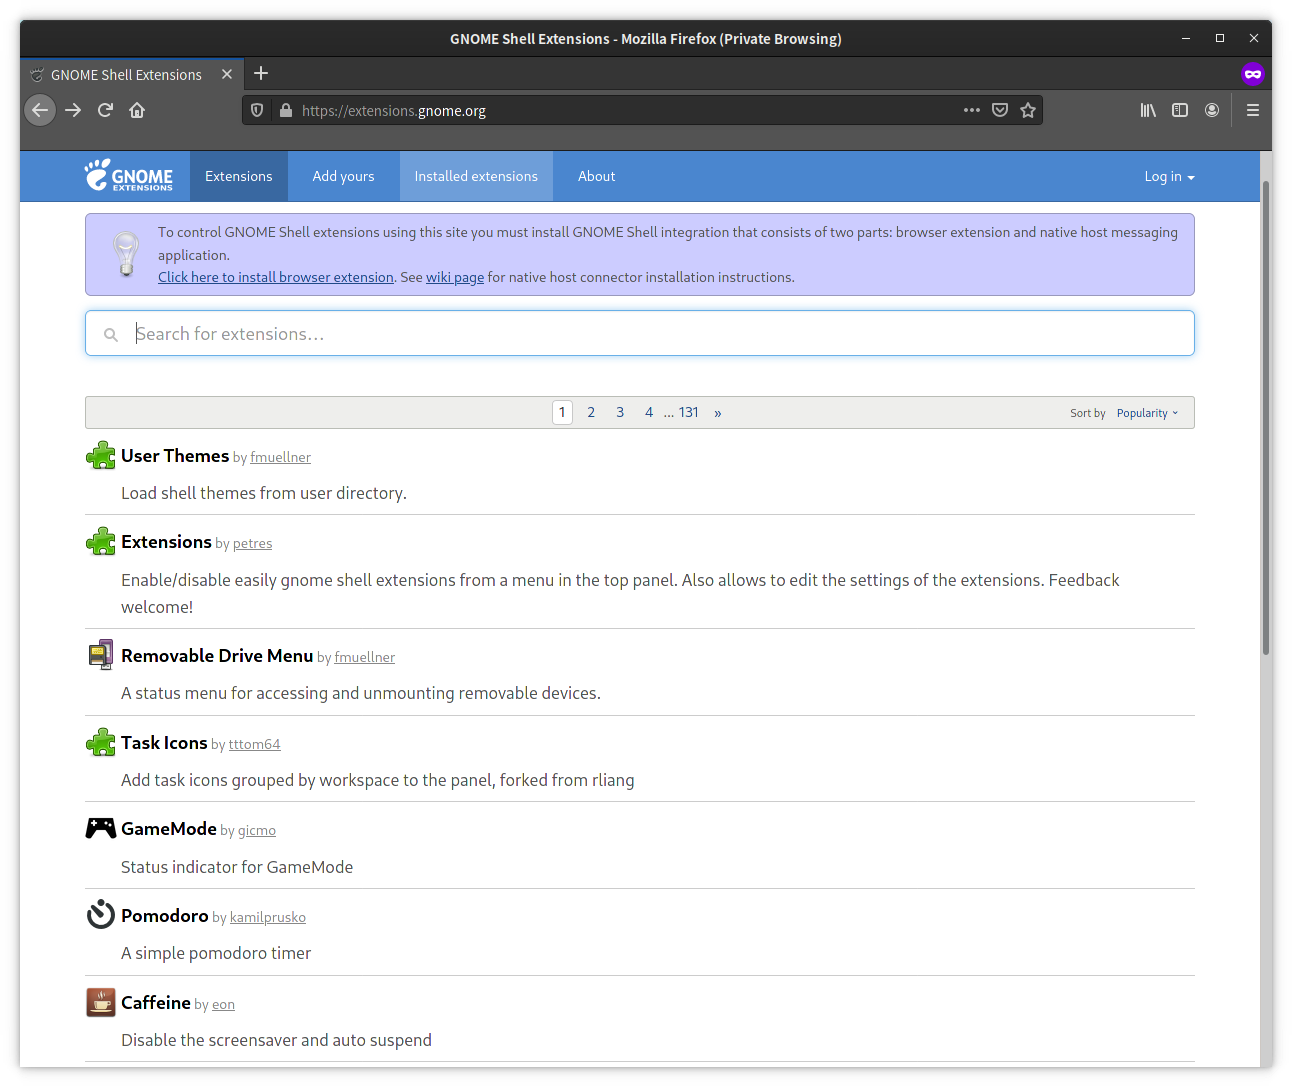 GNOME Shell Extensions - Mozilla Firefox (Private Browsing)
GNOME Shell Extensions
https://extensions.gnome.org
GNOME
EXTENSIONS
Extensions
Add yours
Installed extensions
About
Log in
To control GNOME Shell extensions using this site you must install GNOME Shell integration that consists of two parts: browser extension and native host messaging
application.
Click here to install browser extension. See wiki page for native host connector installation instructions.
Search for extensions…
1 2 3 4 ... 131 »
Sort by Popularity
User Themes by fmuellner
Load shell themes from user directory.
Extensions by petres
Enable/disable easily gnome shell extensions from a menu in the top panel. Also allows to edit the settings of the extensions. Feedback
welcome!
Removable Drive Menu by fmuellner
A status menu for accessing and unmounting removable devices.
Task Icons by tttom64
Add task icons grouped by workspace to the panel, forked from rliang
GameMode by gicmo
Status indicator for GameMode
Pomodoro by kamilprusko
A simple pomodoro timer
Caffeine by eon
Disable the screensaver and auto suspend